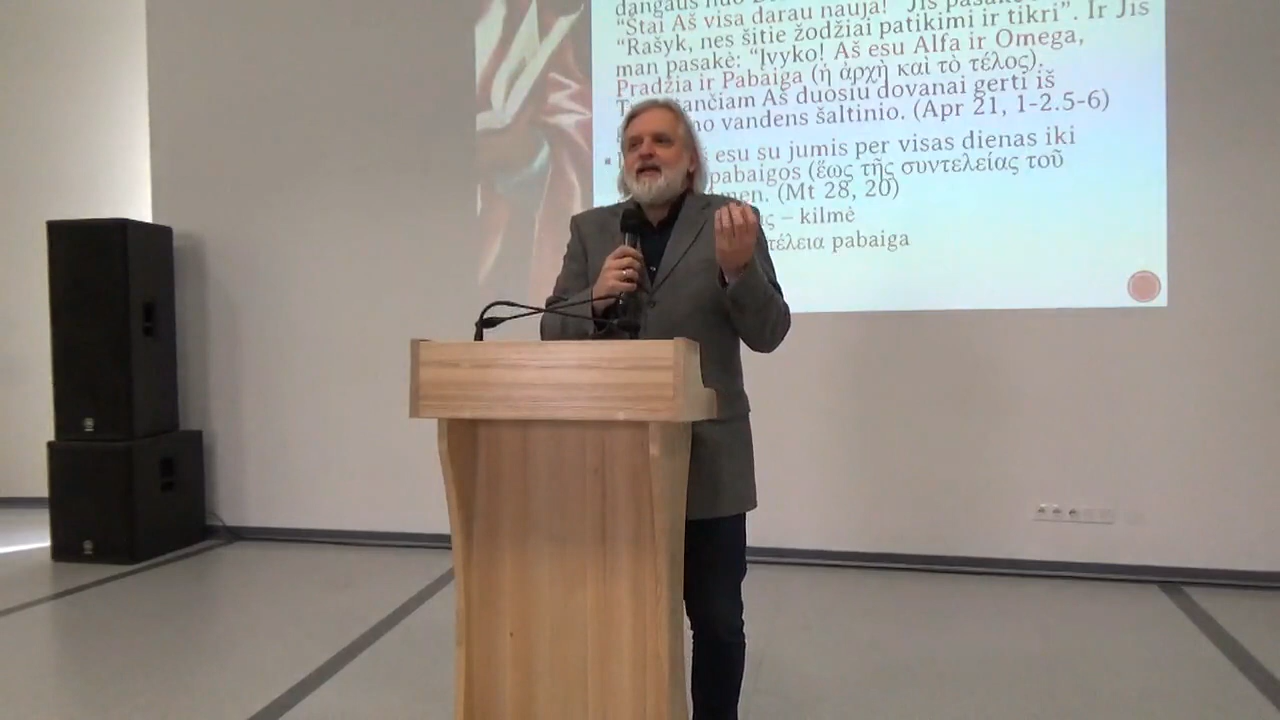 dangaus nuo
“Štai Aš visa darau nauja!” Jis
“Rašyk, nes šitie žodžiai patikimi ir tikri”. Ir Jis
man pasakė: “Įvyko! Aš esu Alfa ir Omega,
Pradžia ir Pabaiga (ἡ ἀρχὴ καὶ τὸ τέλος).
Aš duosiu dovanai gerti iš
vandens šaltinio. (Apr 21, 1-2.5-6)
esu su jumis per visas dienas iki
pabaigos (ἕως τῆς συντελείας τοῦ
(Mt 28, 20)
– kilmė
pabaiga